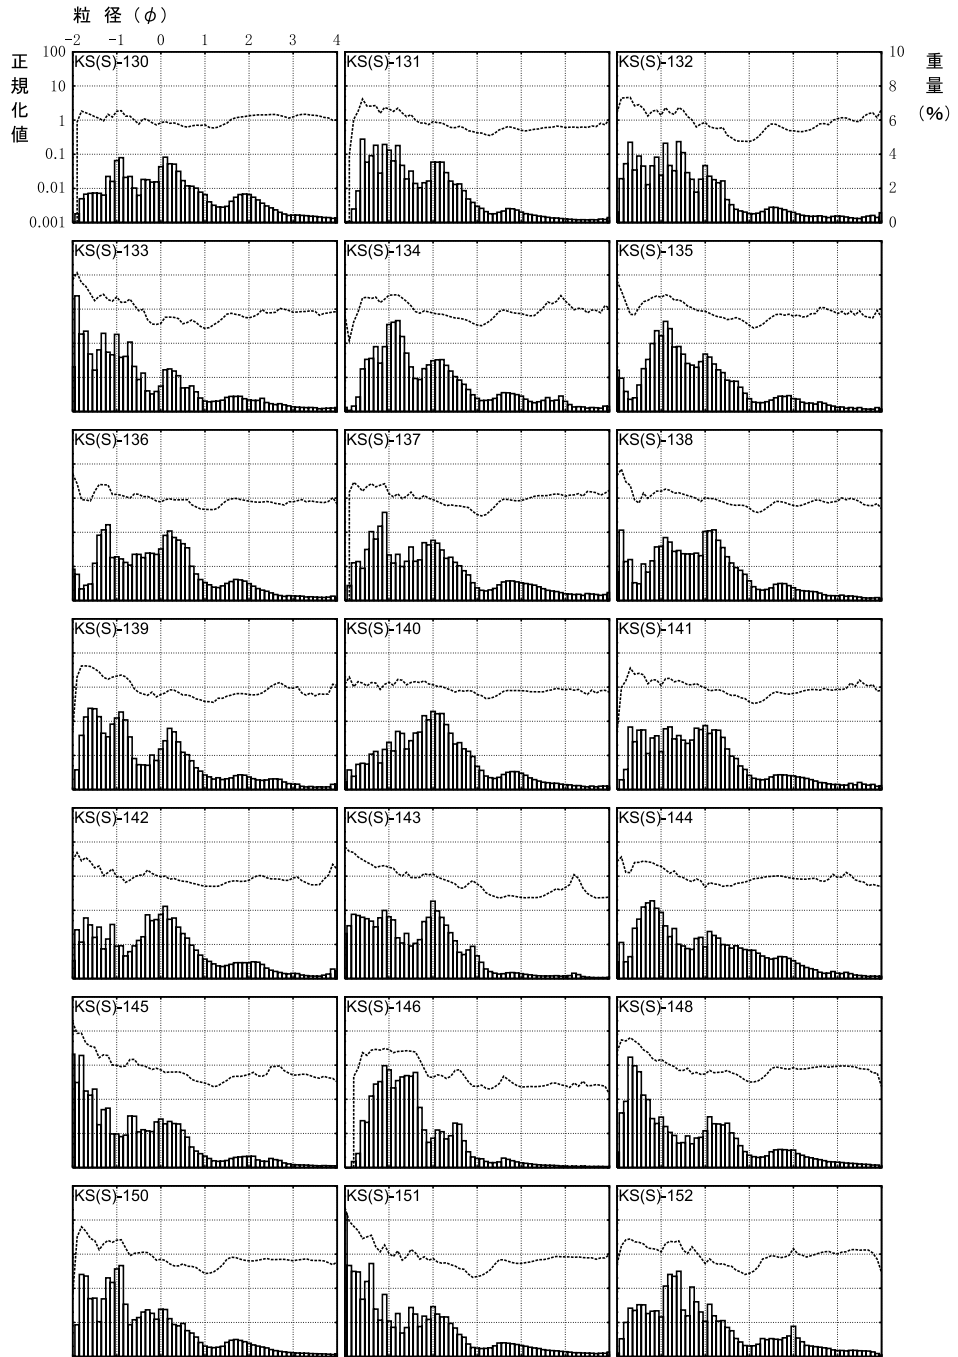 粒 径 (φ)
-2 -1 0 1 2 3 4
正規化値
100
10
1
0.1
0.01
0.001
重量(%)
10
8
6
4
2
0
KS(S)-130
KS(S)-131
KS(S)-132
KS(S)-133
KS(S)-134
KS(S)-135
KS(S)-136
KS(S)-137
KS(S)-138
KS(S)-139
KS(S)-140
KS(S)-141
KS(S)-142
KS(S)-143
KS(S)-144
KS(S)-145
KS(S)-146
KS(S)-148
KS(S)-150
KS(S)-151
KS(S)-152